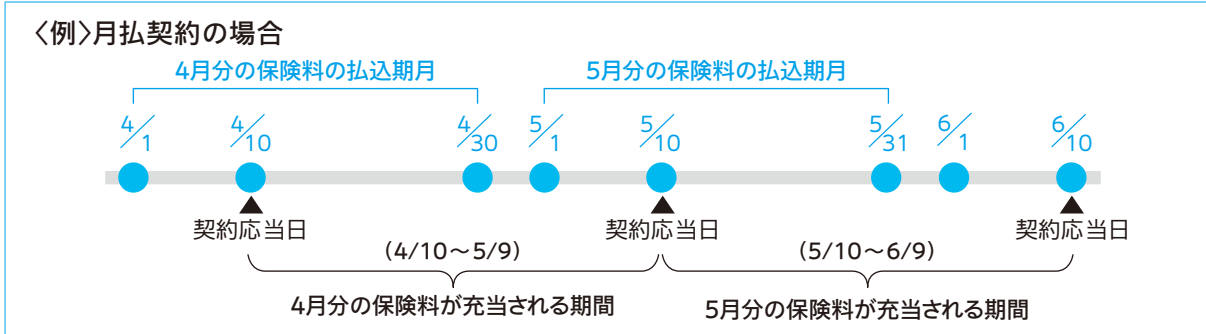 〈例〉月払契約の場合
4月分の保険料の払込期月 5月分の保険料の払込期月
4/1 4/10 4/30 5/1 5/10 5/31 6/1 6/10
契約応当日 契約応当日 契約応当日
(4/10～5/9) (5/10～6/9)
4月分の保険料が充当される期間 5月分の保険料が充当される期間